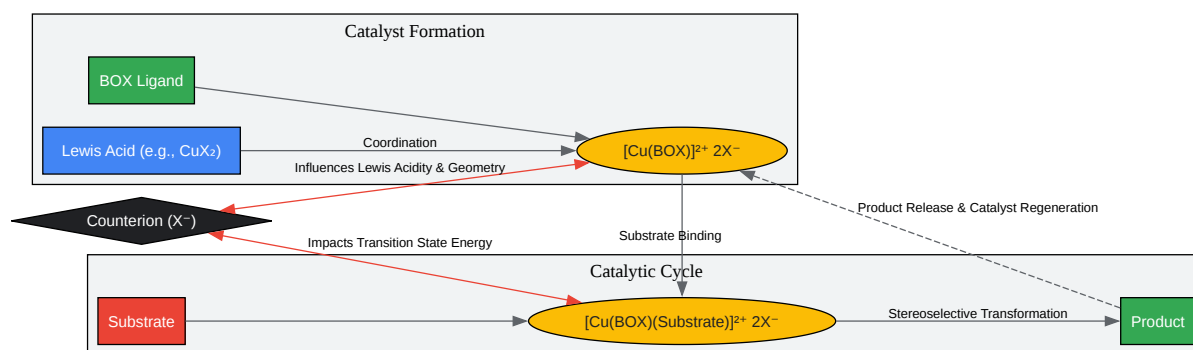 Catalyst Formation
BOX Ligand
Lewis Acid (e.g., CuX₂)
Coordination
[Cu(BOX)]²⁺ 2X⁻
Influences Lewis Acidity & Geometry
Counterion (X⁻)
Product Release & Catalyst Regeneration
Substrate Binding
Impacts Transition State Energy
Catalytic Cycle
Substrate
[Cu(BOX)(Substrate)]²⁺ 2X⁻
Stereoselective Transformation
Product